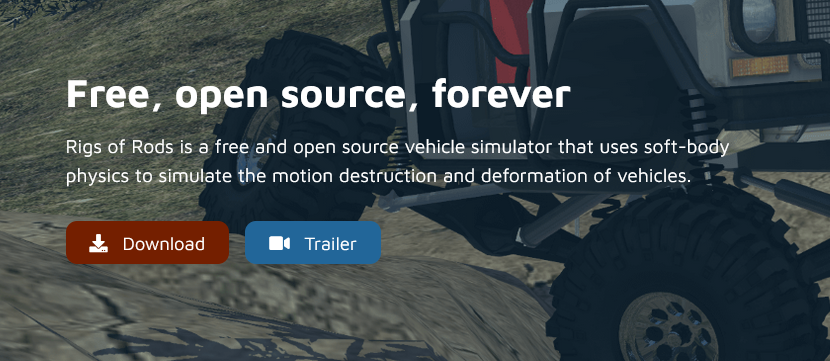 Free, open source, forever
Rigs of Rods is a free and open source vehicle simulator that uses soft-body
physics to simulate the motion destruction and deformation of vehicles.
Download
Trailer